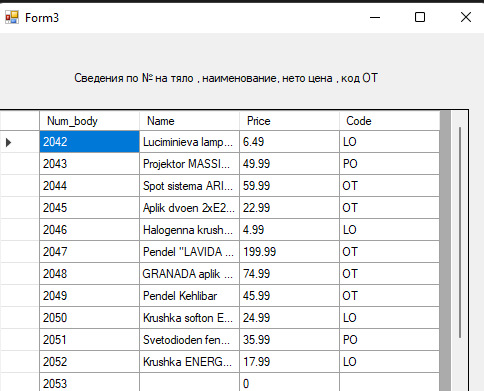 Form3
Сведения по № на тяло , наименование, нето цена , код ОТ
Num_body Name Price Code
2042 Luciminieva lamp... 6.49 LO
2043 Projektor MASSI... 49.99 PO
2044 Spot sistema ARI... 59.99 OT
2045 Aplik dvoen 2xE2... 22.99 OT
2046 Halogenna krush... 4.99 LO
2047 Pendel "LAVIDA ... 199.99 OT
2048 GRANADA aplik ... 74.99 OT
2049 Pendel Kehlibar 45.99 OT
2050 Krushka softon E... 24.99 LO
2051 Svetodioden fen... 35.99 PO
2052 Krushka ENERG... 17.99 LO
2053 0